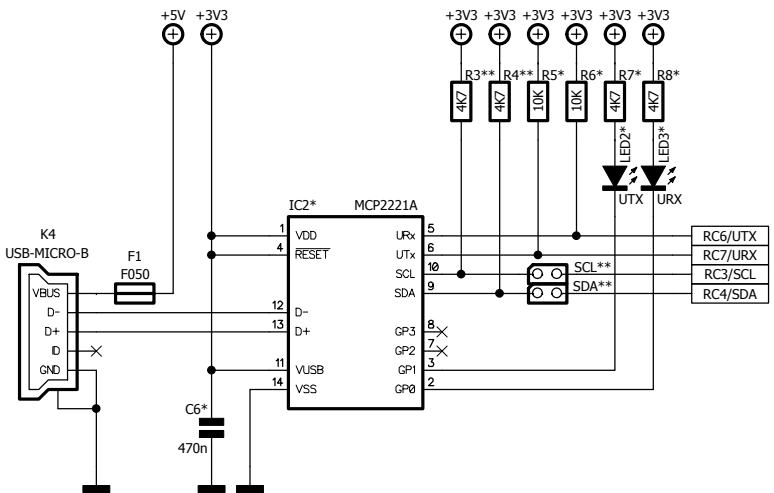 +5V +3V3 +3V3 +3V3 +3V3 +3V3 +3V3 +3V3
R3** R4** R5* R6* R7* R8*
4K7 4K7 10K 10K 4K7 4K7
LED2* LED3*
UTX URX
IC2* MCP2221A
K4
USB-MICRO-B
F1
F050
1 VDD URx 5 RC6/UTX
4 RESET UTx 6 RC7/URX
SCL 10 SCL** RC3/SCL
SDA 9 SDA** RC4/SDA
VBUS
D- 12 D-
D+ 13 D+ GP3 8
ID GP2 7
GND 11 VUSB GP1 3
14 VSS GP0 2
C6*
470n